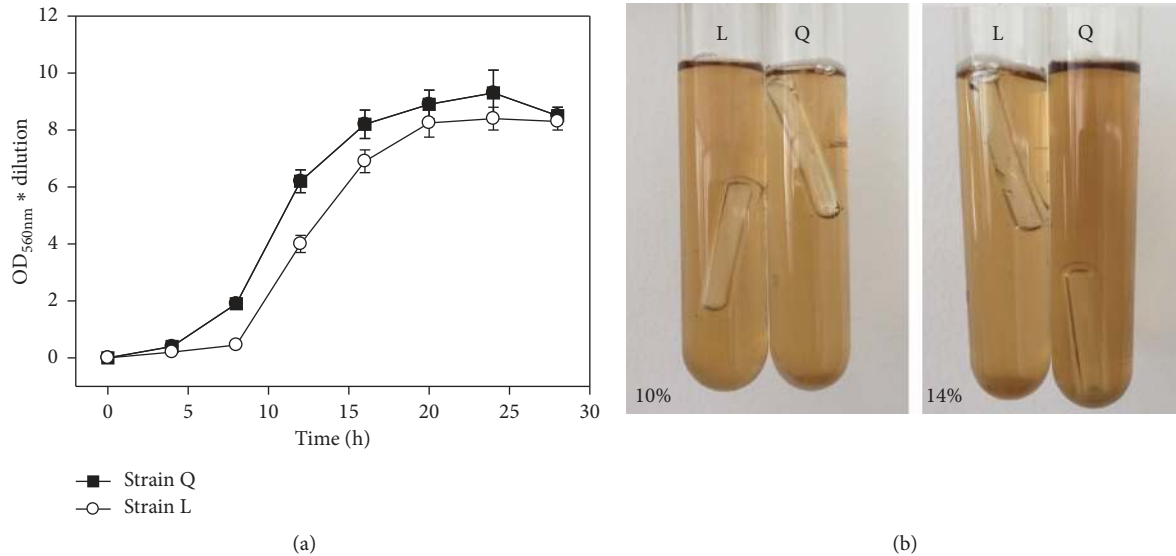 12
10
8
6
4
2
0
OD560nm * dilution
0 5 10 15 20 25 30
Time (h)
Strain Q
Strain L
(a)
L Q
10%
L Q
14%
(b)